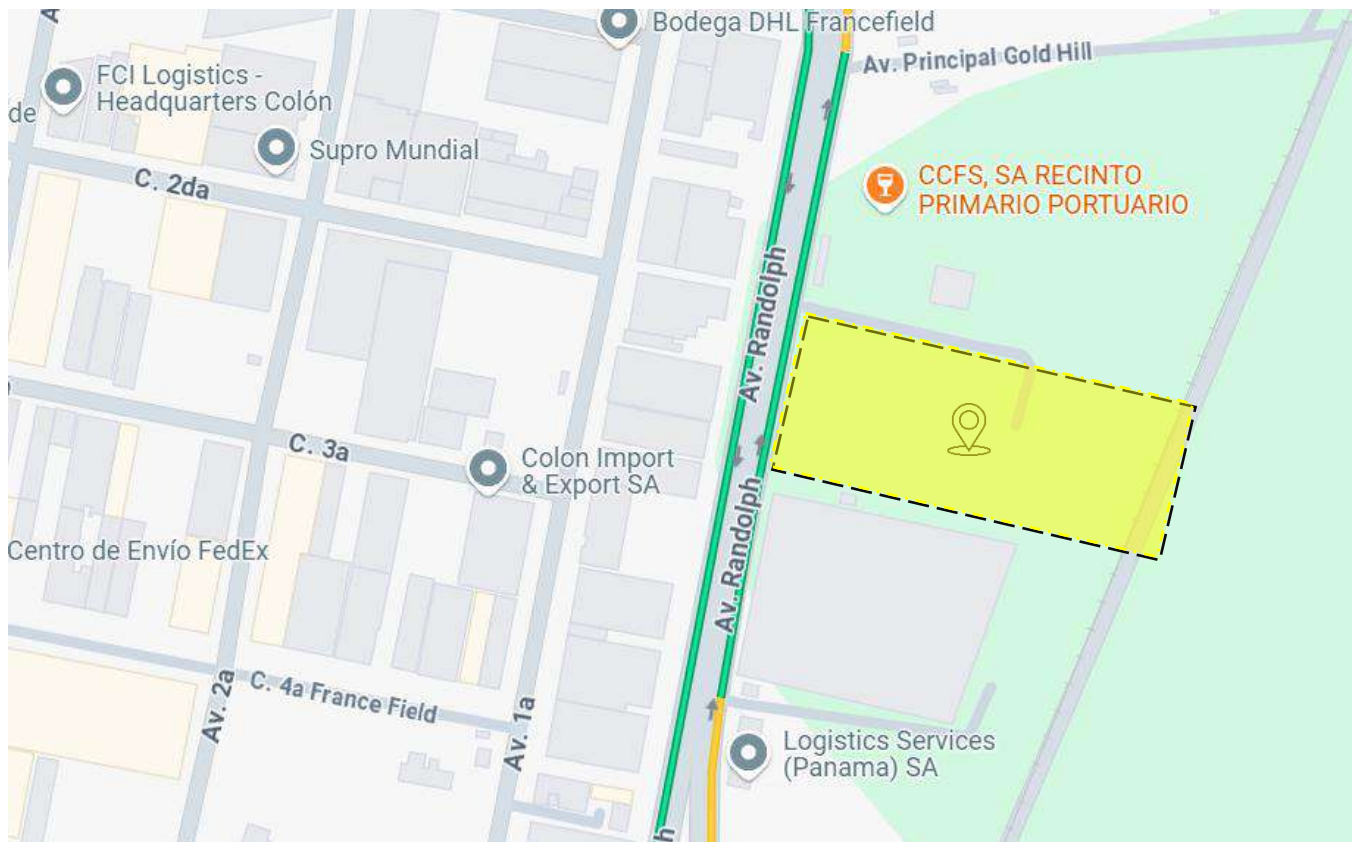 Bodega DHL Francefield
Av. Principal Gold Hill
FCI Logistics -
Headquarters Colón
de
Supro Mundial
C. 2da
CCFS, SA RECINTO
PRIMARIO PORTUARIO
Av. Randolph
C. 3a
Colon Import
& Export SA
Av. Randolph
Centro de Envío FedEx
C. 4a France Field
Av. 2a
Av. 1a
Logistics Services
(Panama) SA
h